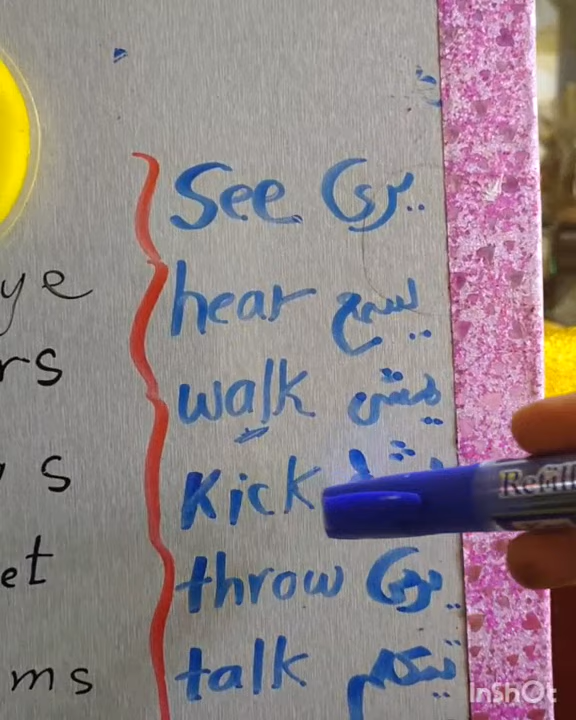 See يرى
ye hear يسمع
rs walk يمشي
s Kick
et throw يرمي
ms talk يتكلم
Refill
InShOt